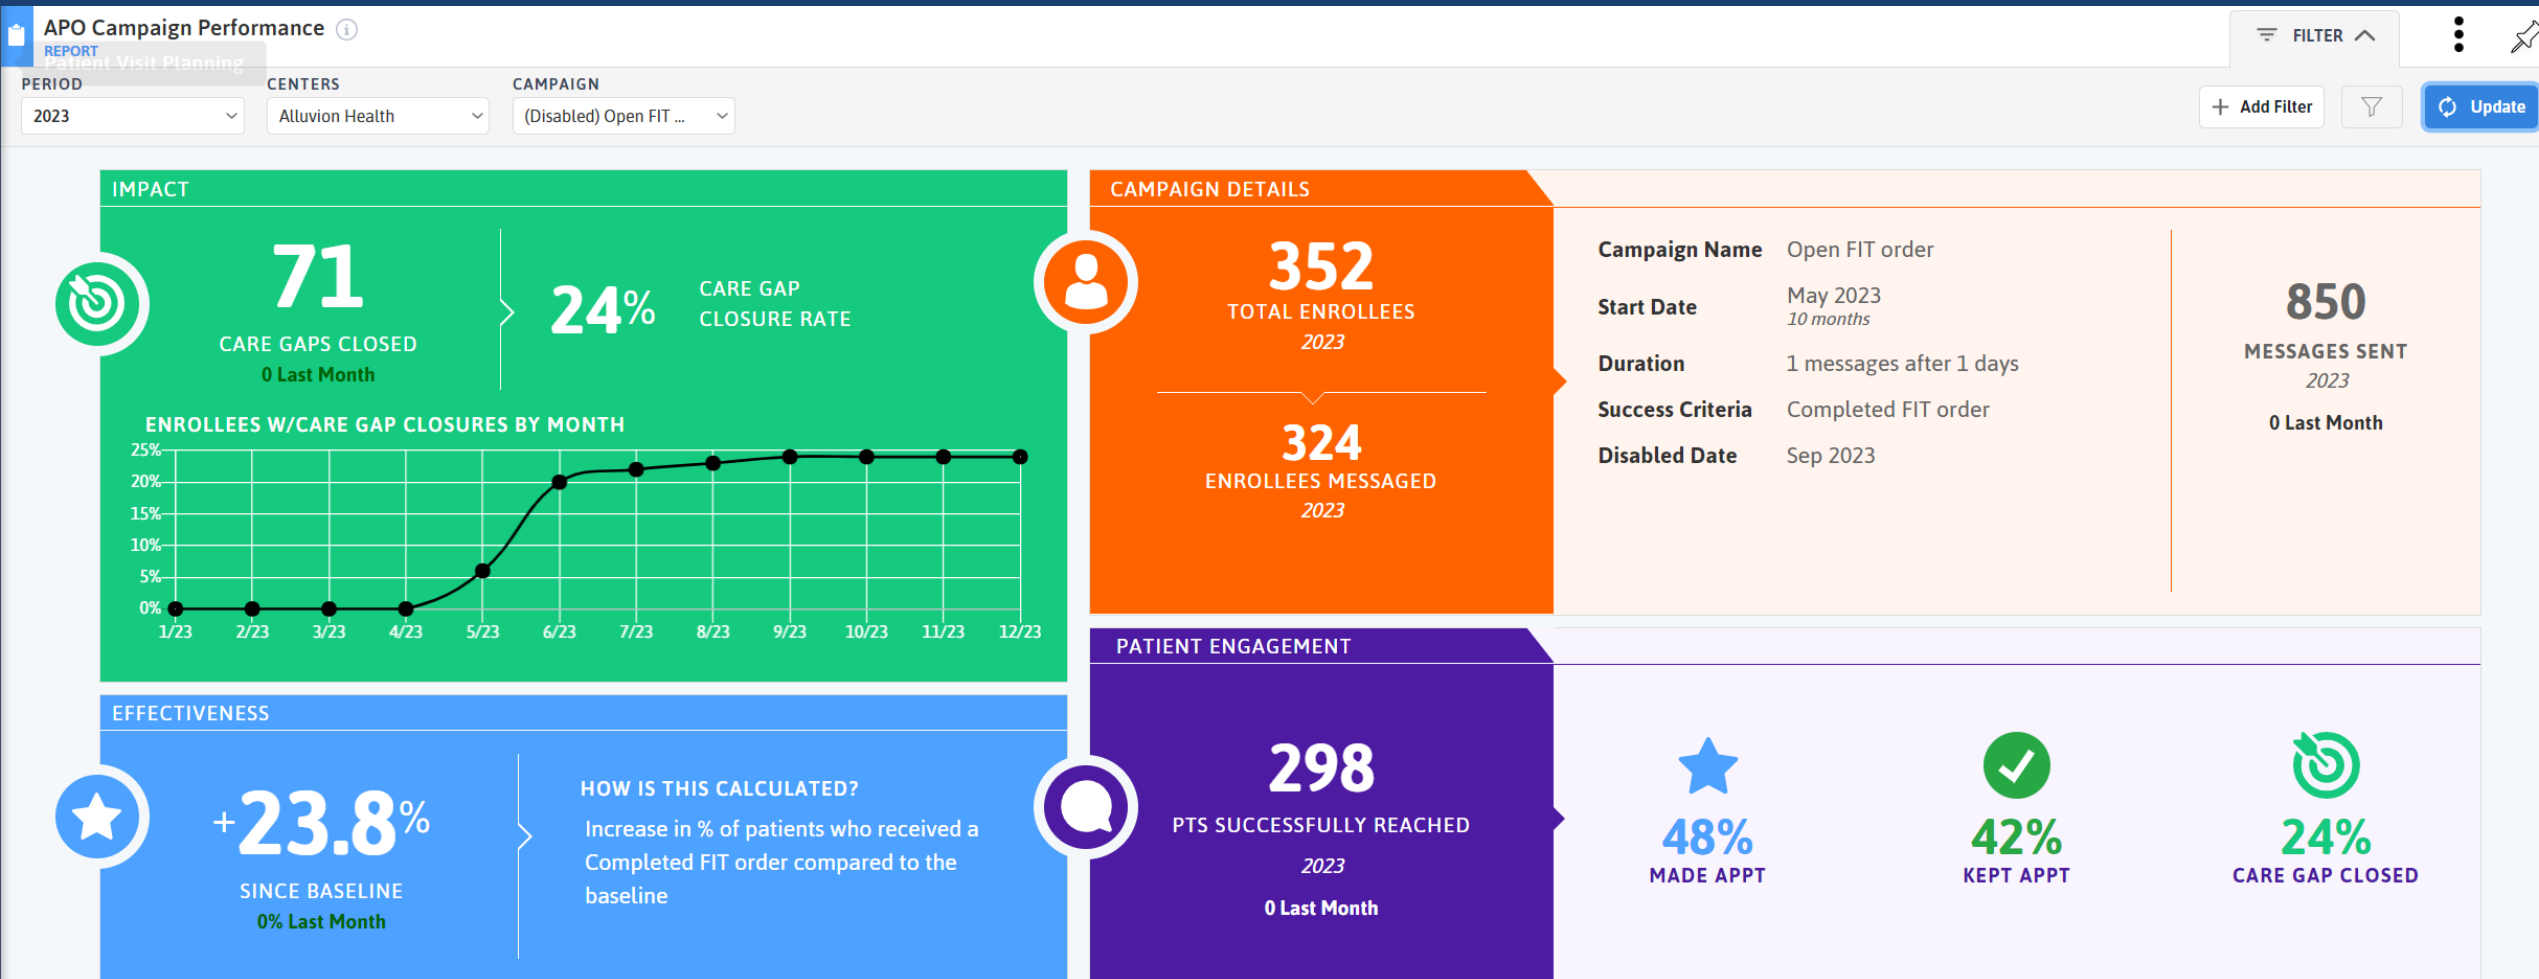 APO Campaign Performance
REPORT
Patient Visit Planning
FILTER
PERIOD
CENTERS
CAMPAIGN
2023
Alluvion Health
(Disabled) Open FIT ...
Add Filter
Update
IMPACT
71
CARE GAPS CLOSED
0 Last Month
24%
CARE GAP
CLOSURE RATE
ENROLLEES W/CARE GAP CLOSURES BY MONTH
25%
20%
15%
10%
5%
0%
1/23 2/23 3/23 4/23 5/23 6/23 7/23 8/23 9/23 10/23 11/23 12/23
CAMPAIGN DETAILS
352
TOTAL ENROLLEES
2023
324
ENROLLEES MESSAGED
2023
Campaign Name Open FIT order
Start Date May 2023
10 months
Duration 1 messages after 1 days
Success Criteria Completed FIT order
Disabled Date Sep 2023
850
MESSAGES SENT
2023
0 Last Month
EFFECTIVENESS
+23.8%
SINCE BASELINE
0% Last Month
HOW IS THIS CALCULATED?
Increase in % of patients who received a
Completed FIT order compared to the
baseline
PATIENT ENGAGEMENT
298
PTS SUCCESSFULLY REACHED
2023
0 Last Month
48%
MADE APPT
42%
KEPT APPT
24%
CARE GAP CLOSED